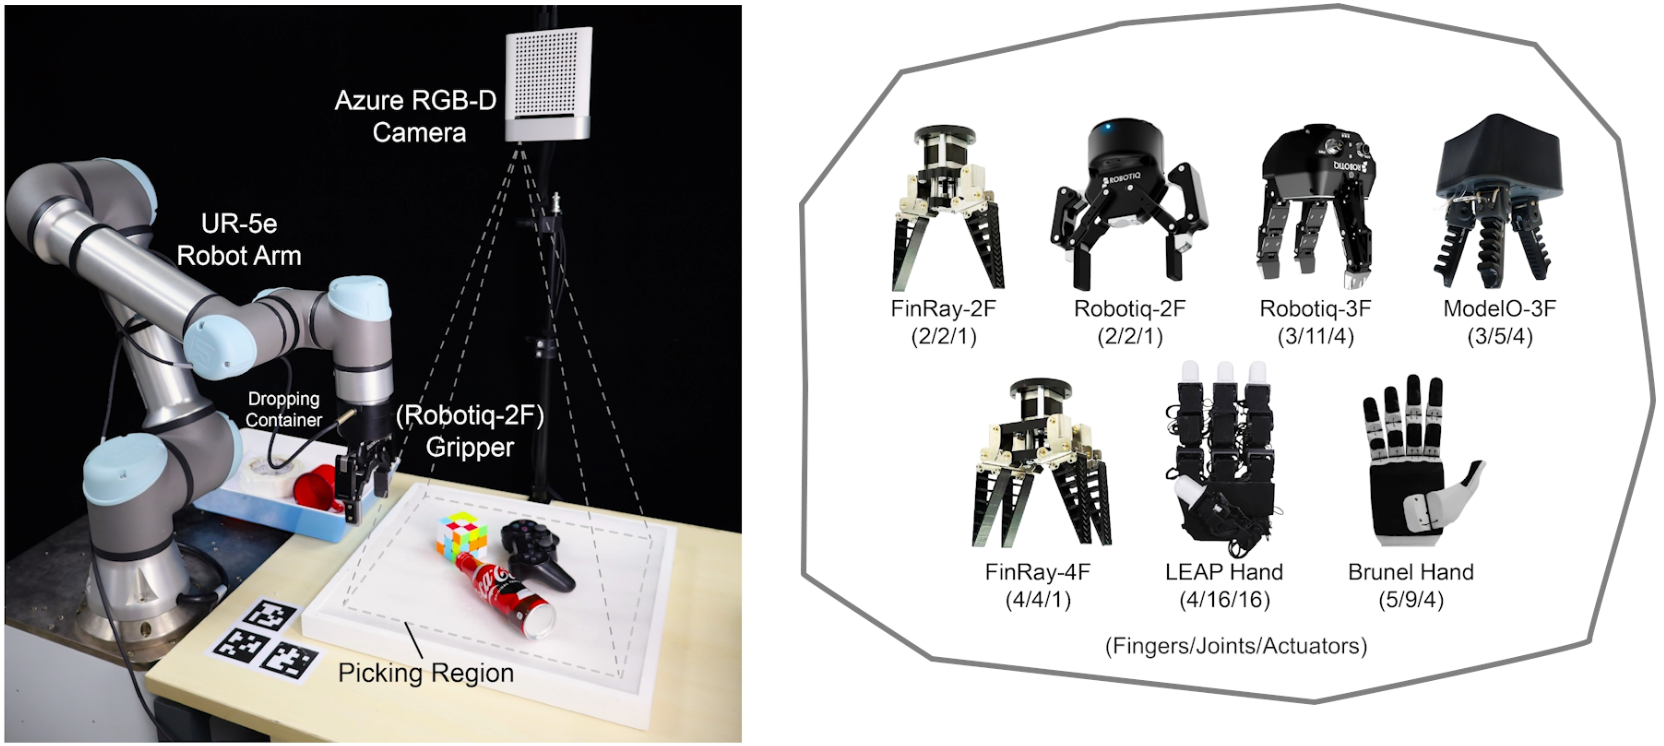 Azure RGB-D
Camera
UR-5e
Robot Arm
Dropping
Container
(Robotiq-2F)
Gripper
Picking Region
ROBOTIQ
ROBOTIQ
FinRay-2F
(2/2/1)
Robotiq-2F
(2/2/1)
Robotiq-3F
(3/11/4)
ModelO-3F
(3/5/4)
FinRay-4F
(4/4/1)
LEAP Hand
(4/16/16)
Brunel Hand
(5/9/4)
(Fingers/Joints/Actuators)